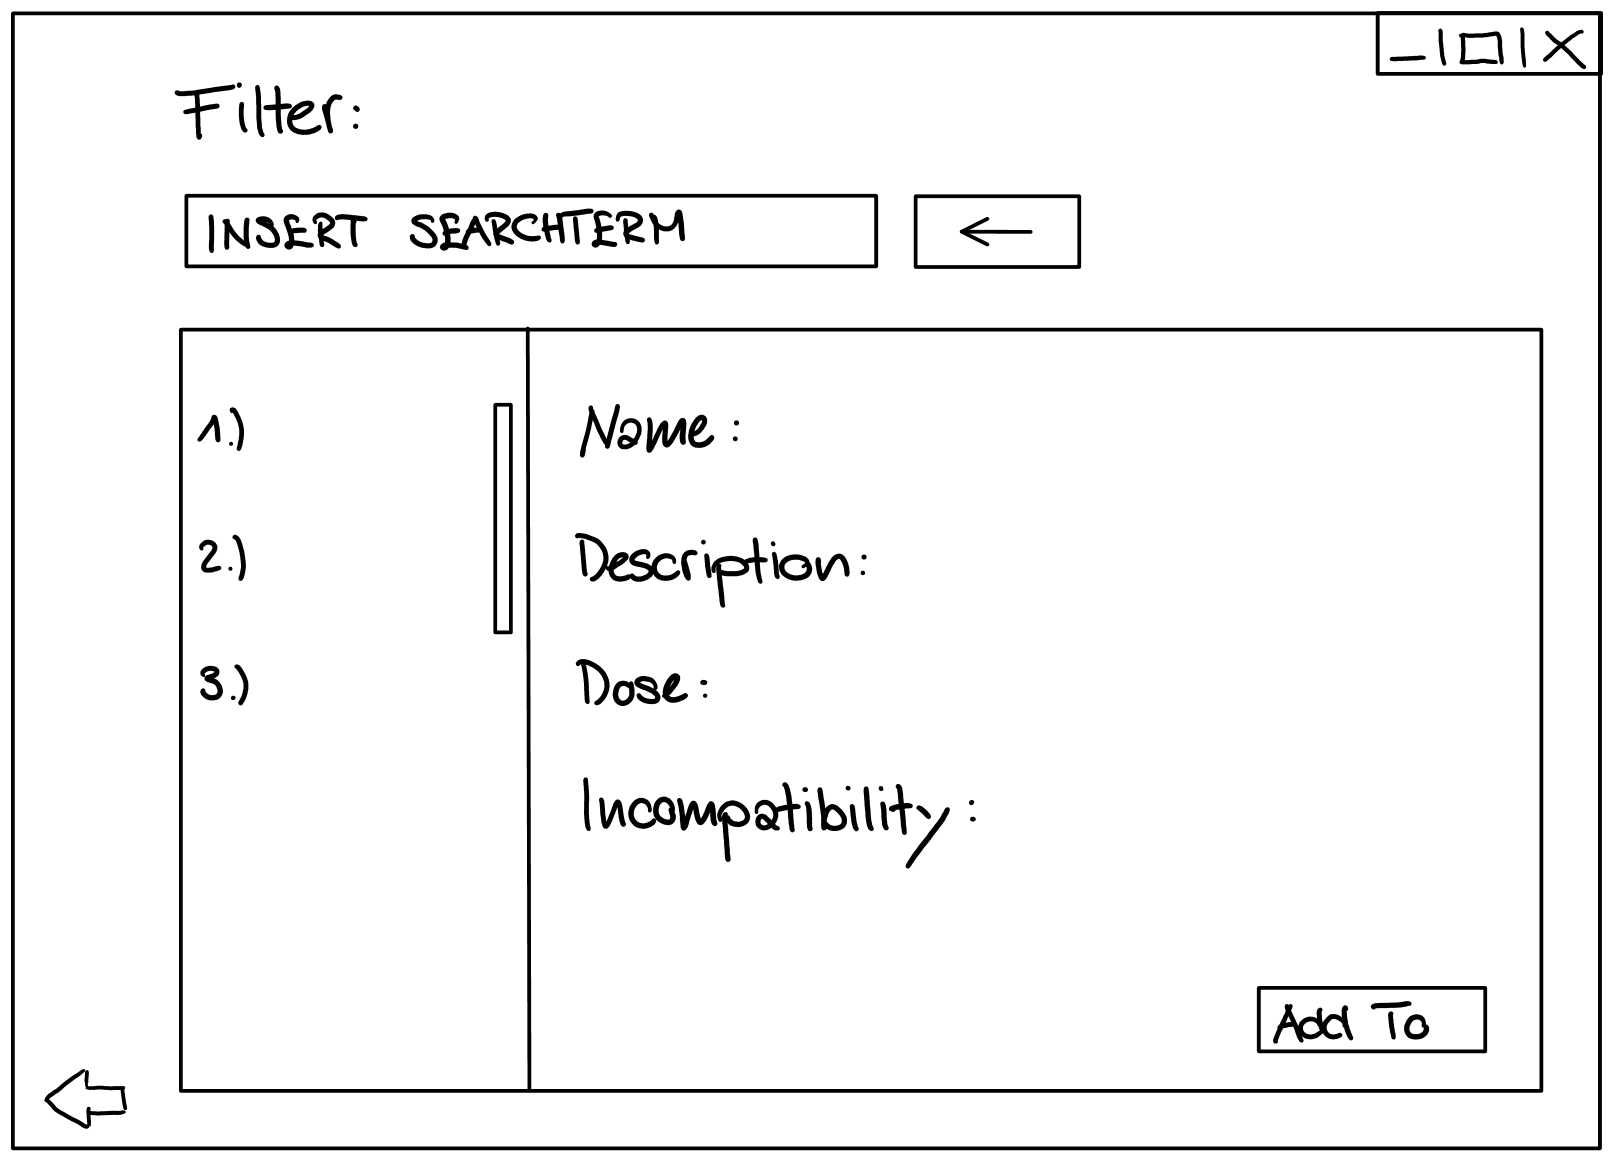 Filter:
INSERT SEARCHTERM
1.)
2.)
3.)
Name:
Description:
Dose:
Incompatibility:
Add To